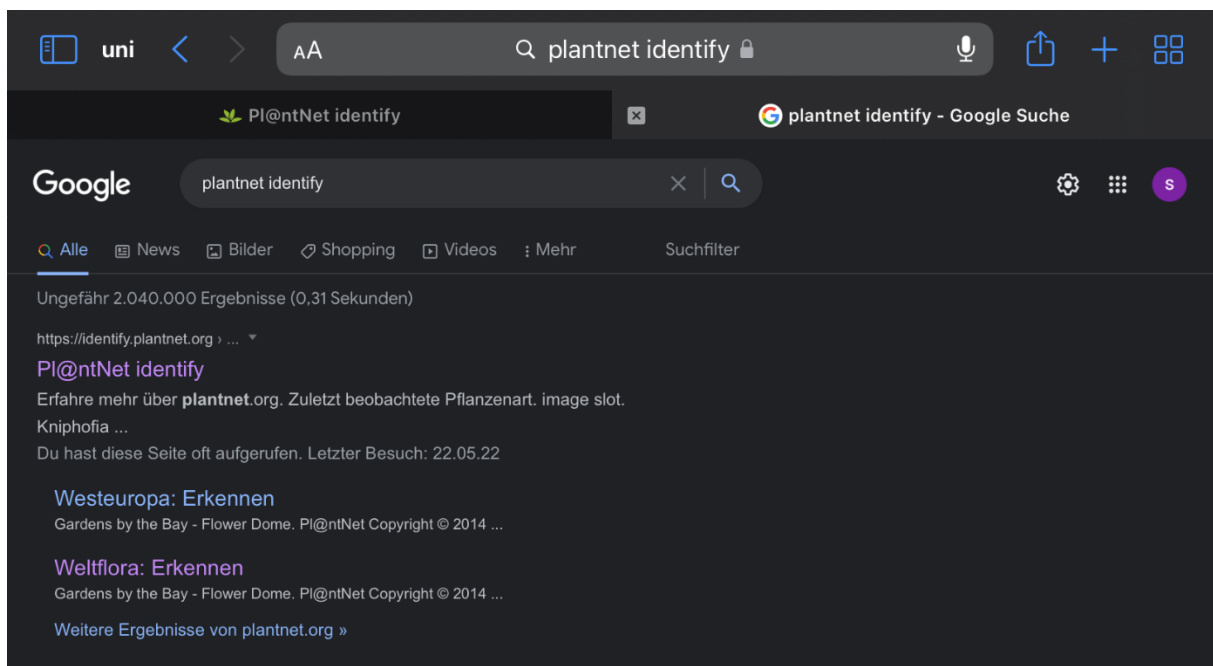 uni
AA
plantnet identify
Pl@ntNet identify
plantnet identify - Google Suche
Google
plantnet identify
S
Alle
News
Bilder
Shopping
Videos
Mehr
Suchfilter
Ungefähr 2.040.000 Ergebnisse (0,31 Sekunden)
https://identify.plantnet.org › ...
Pl@ntNet identify
Erfahre mehr über plantnet.org. Zuletzt beobachtete Pflanzenart. image slot.
Kniphofia ...
Du hast diese Seite oft aufgerufen. Letzter Besuch: 22.05.22
Westeuropa: Erkennen
Gardens by the Bay - Flower Dome. Pl@ntNet Copyright © 2014 ...
Weltflora: Erkennen
Gardens by the Bay - Flower Dome. Pl@ntNet Copyright © 2014 ...
Weitere Ergebnisse von plantnet.org »